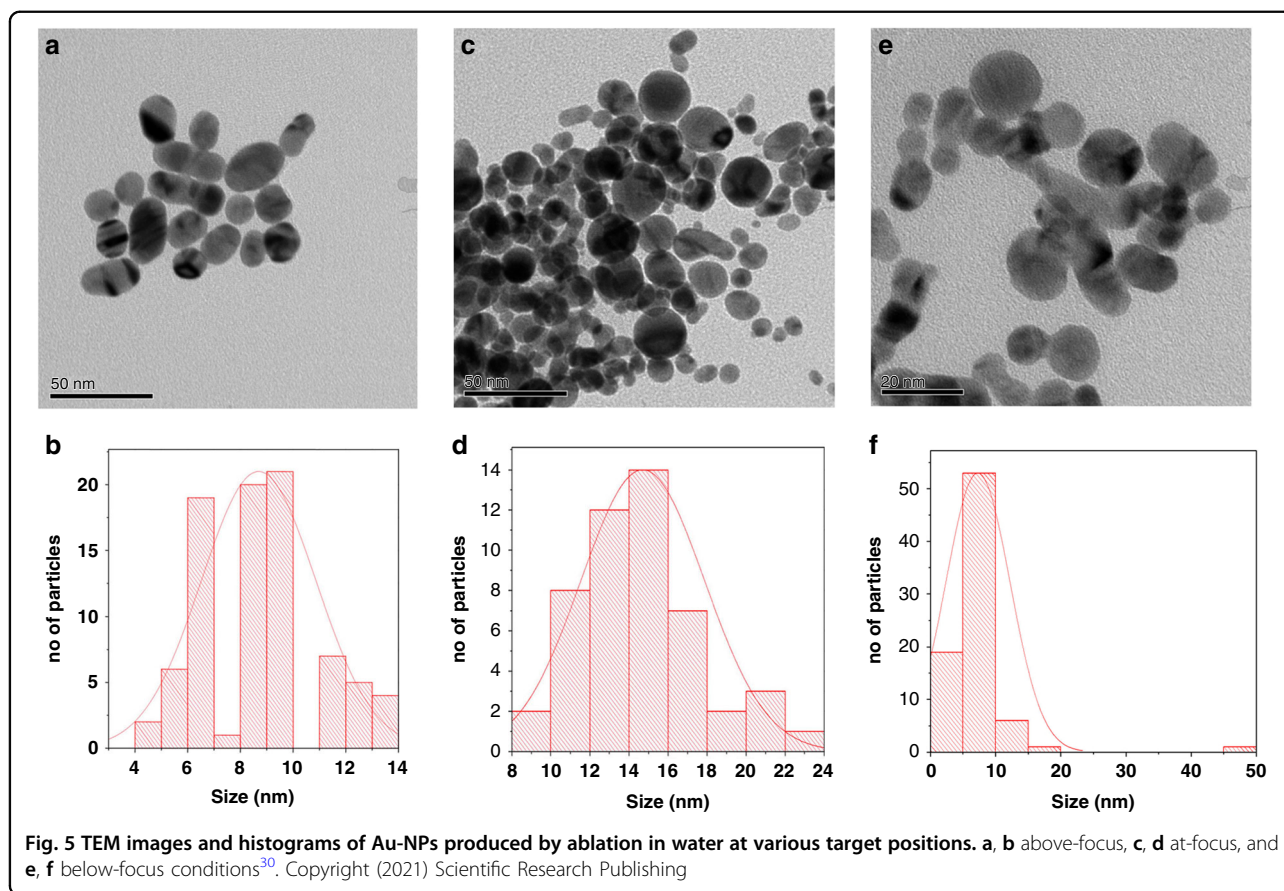 a
c
e
50 nm
50 nm
20 nm
b
d
f
no of particles
20
15
10
5
0
4 6 8 10 12 14
Size (nm)
no of particles
14
12
10
8
6
4
2
0
8 10 12 14 16 18 20 22 24
Size (nm)
no of particles
50
40
30
20
10
0
0 10 20 30 40 50
Size (nm)
Fig. 5 TEM images and histograms of Au-NPs produced by ablation in water at various target positions. a, b above-focus, c, d at-focus, and
e, f below-focus conditions30. Copyright (2021) Scientific Research Publishing